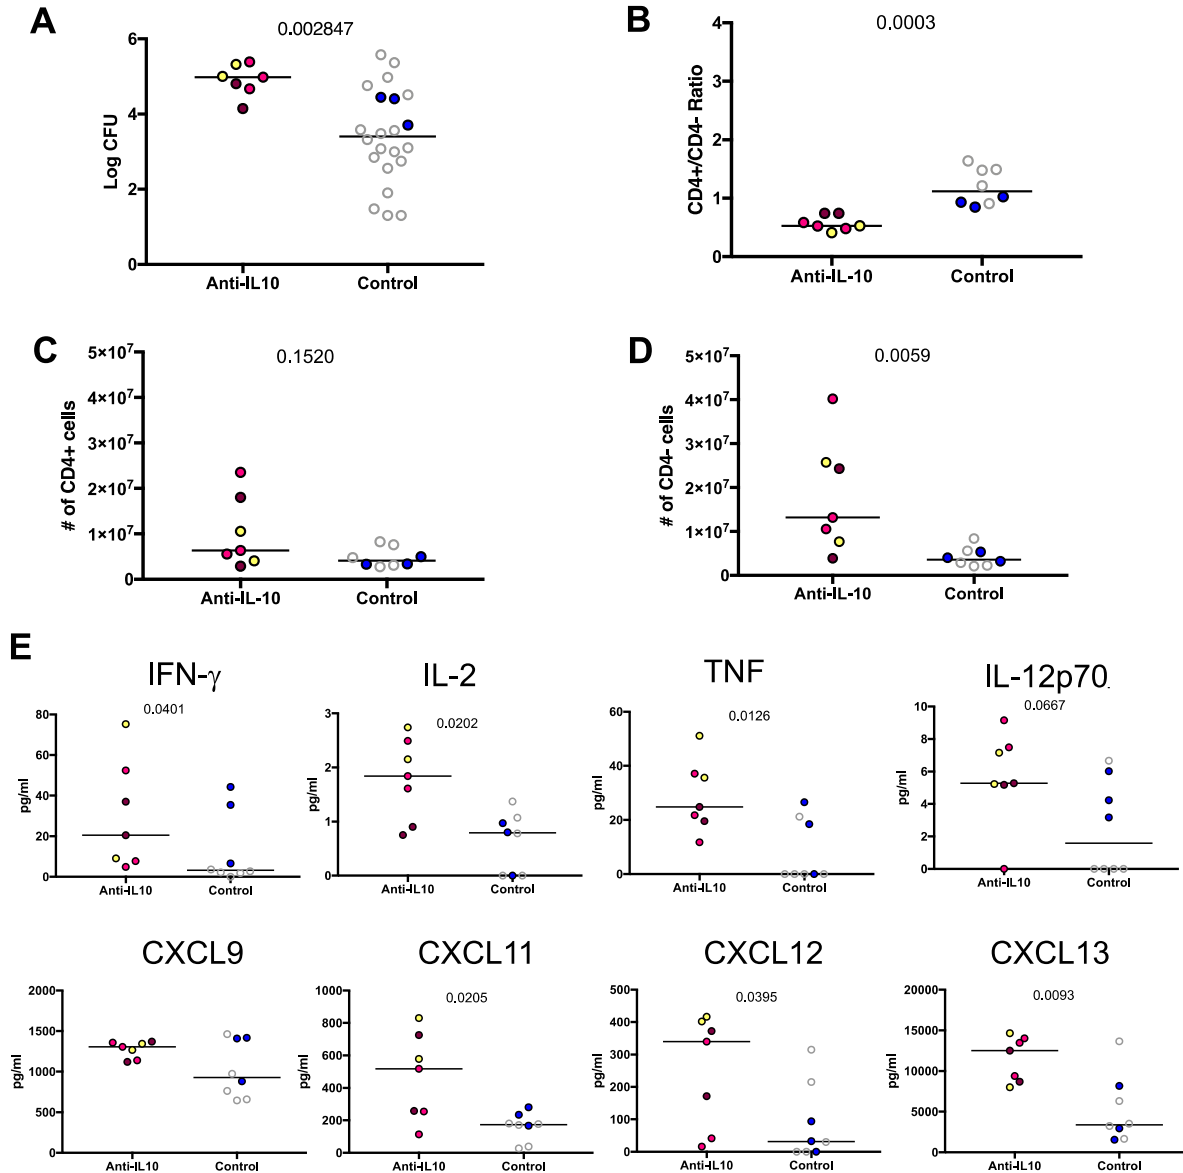 A
0.002847
6
4
2
0
Log CFU
Anti-IL10
Control
B
0.0003
4
3
2
1
0
CD4+/CD4- Ratio
Anti-IL-10
Control
C
0.1520
5×10⁷
4×10⁷
3×10⁷
2×10⁷
1×10⁷
0
# of CD4+ cells
Anti-IL-10
Control
D
0.0059
5×10⁷
4×10⁷
3×10⁷
2×10⁷
1×10⁷
0
# of CD4- cells
Anti-IL-10
Control
E
IFN-γ
0.0401
80
60
40
20
0
pg/ml
Anti-IL10
Control
IL-2
0.0202
3
2
1
0
pg/ml
Anti-IL10
Control
TNF
0.0126
60
40
20
0
pg/ml
Anti-IL10
Control
IL-12p70
0.0667
10
8
6
4
2
0
pg/ml
Anti-IL10
Control
CXCL9
2000
1500
1000
500
0
pg/ml
Anti-IL10
Control
CXCL11
0.0205
1000
800
600
400
200
0
pg/ml
Anti-IL10
Control
CXCL12
0.0395
500
400
300
200
100
0
pg/ml
Anti-IL10
Control
CXCL13
0.0093
20000
15000
10000
5000
0
pg/ml
Anti-IL10
Control